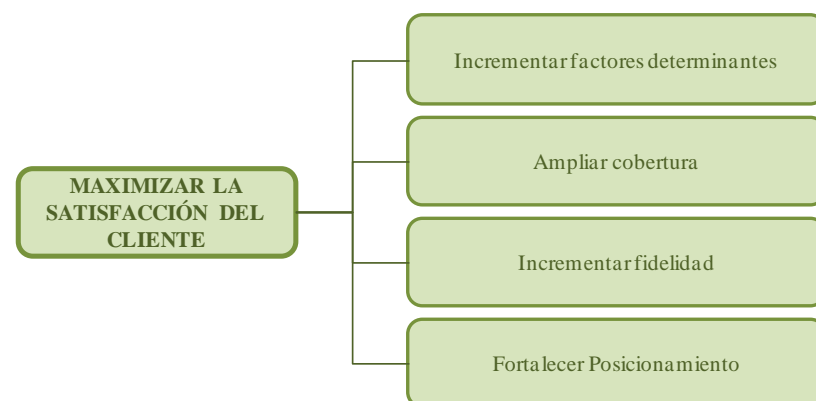 MAXIMIZAR LA
SATISFACCIÓN DEL
CLIENTE
Incrementar factores determinantes
Ampliar cobertura
Incrementar fidelidad
Fortalecer Posicionamiento